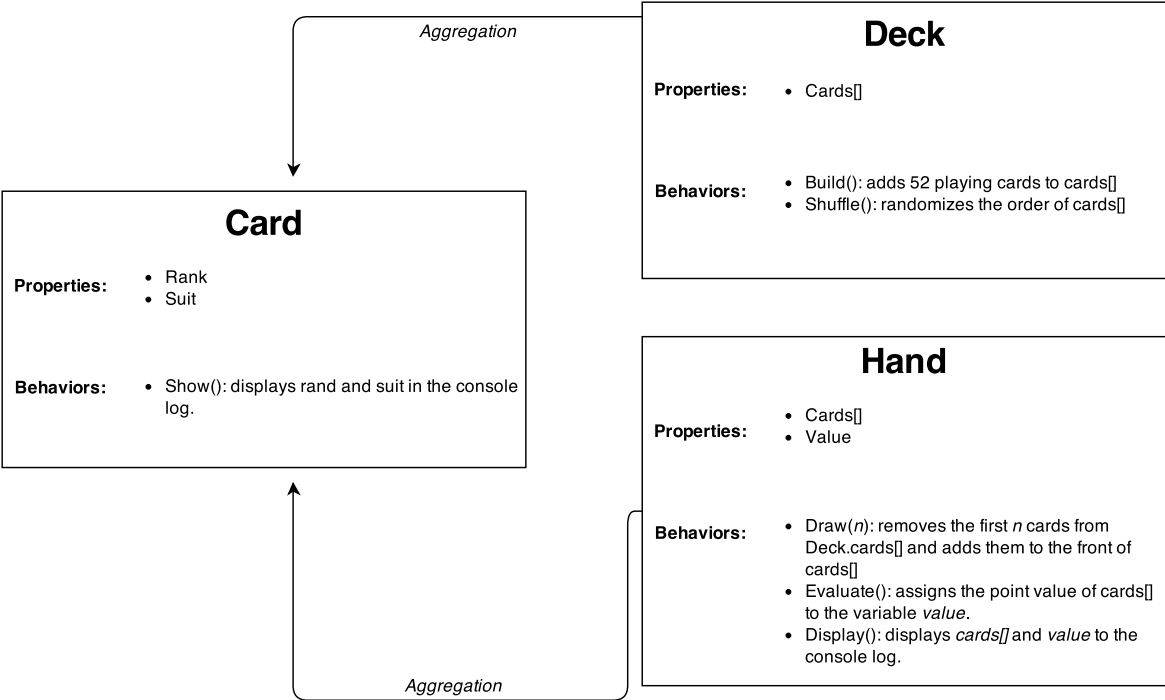 Aggregation
Deck
Properties:
• Cards[]
Behaviors:
• Build(): adds 52 playing cards to cards[]
• Shuffle(): randomizes the order of cards[]
Card
Properties:
• Rank
• Suit
Behaviors:
• Show(): displays rand and suit in the console
log.
Hand
Properties:
• Cards[]
• Value
Behaviors:
• Draw(n): removes the first n cards from
Deck.cards[] and adds them to the front of
cards[]
• Evaluate(): assigns the point value of cards[]
to the variable value.
• Display(): displays cards[] and value to the
console log.
Aggregation